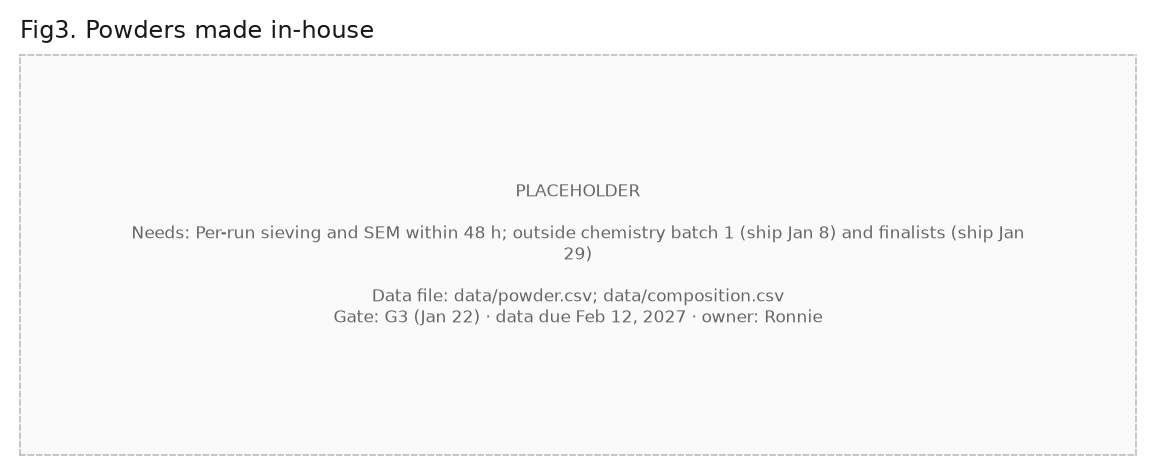 Fig3. Powders made in-house
PLACEHOLDER
Needs: Per-run sieving and SEM within 48 h; outside chemistry batch 1 (ship Jan 8) and finalists (ship Jan
29)
Data file: data/powder.csv; data/composition.csv
Gate: G3 (Jan 22) · data due Feb 12, 2027 · owner: Ronnie